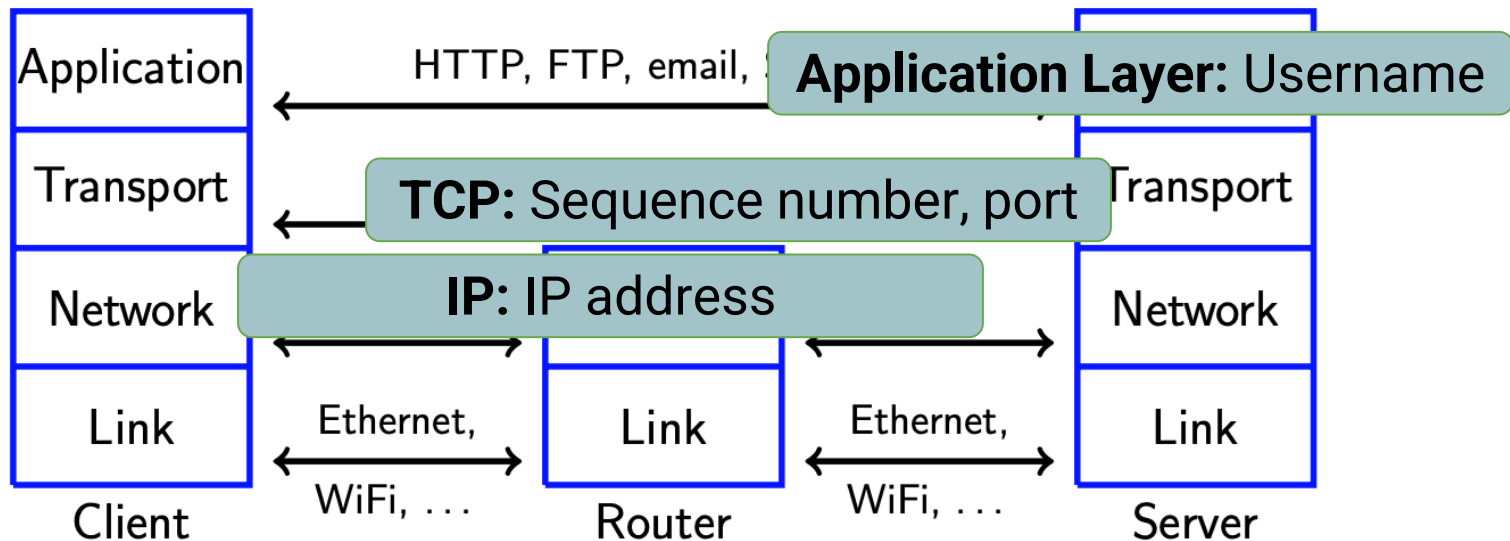 Application
HTTP, FTP, email,
Application Layer: Username
Transport
TCP: Sequence number, port
Transport
Network
IP: IP address
Network
Link
Ethernet,
WiFi, . . .
Link
Ethernet,
WiFi, . . .
Link
Client
Router
Server